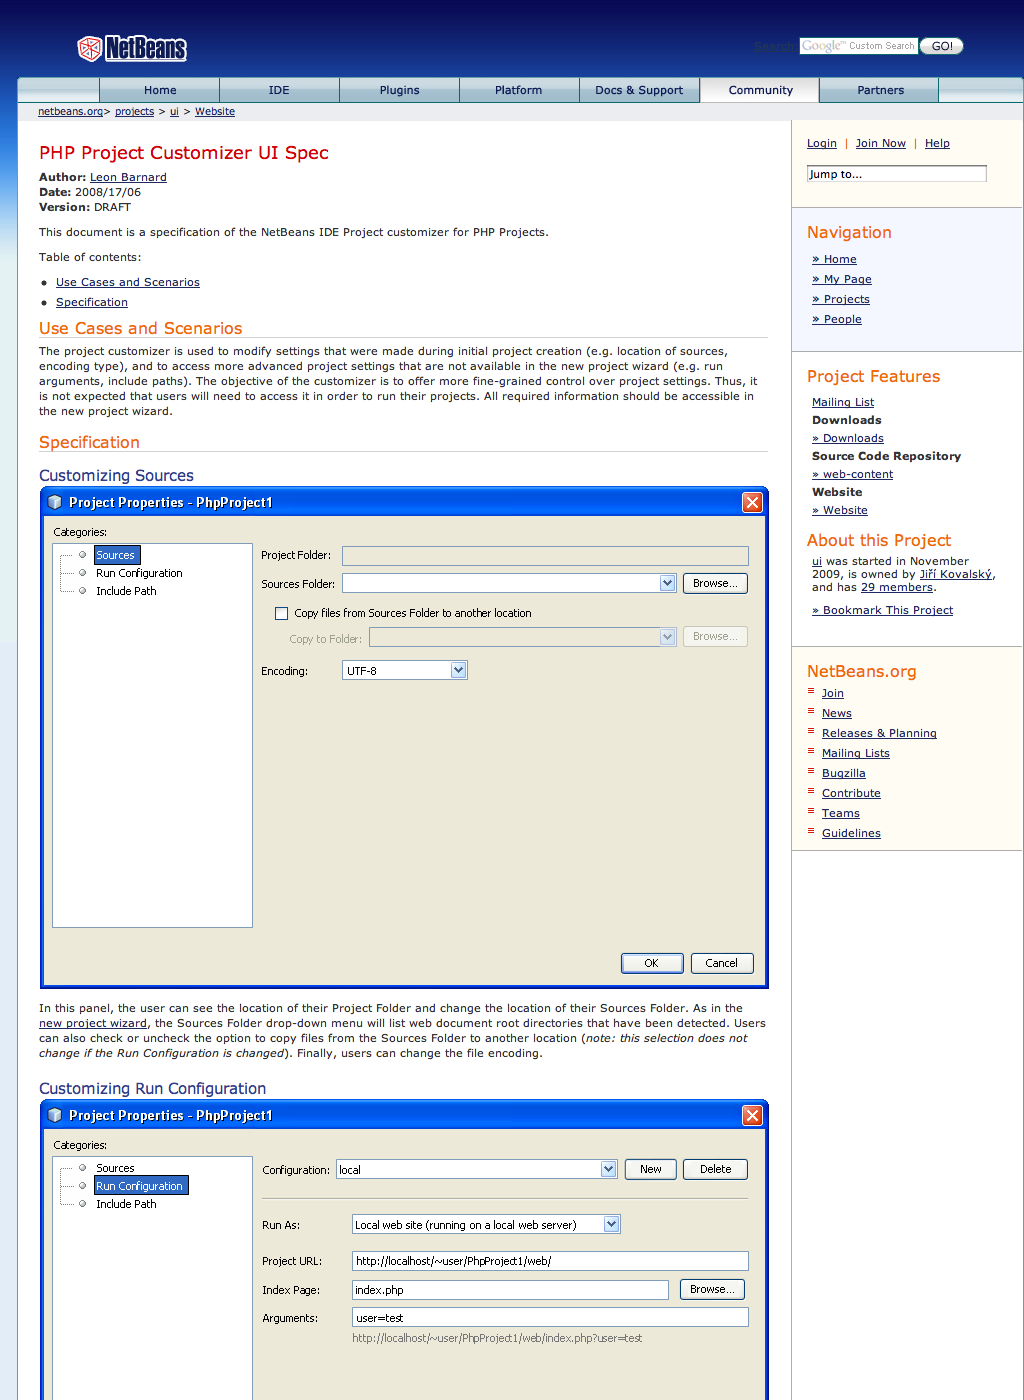 NetBeans
Search: Google™ Custom Search GO!
Home IDE Plugins Platform Docs & Support Community Partners
netbeans.org> projects > ui > Website
PHP Project Customizer UI Spec
Author: Leon Barnard
Date: 2008/17/06
Version: DRAFT
This document is a specification of the NetBeans IDE Project customizer for PHP Projects.
Table of contents:
Use Cases and Scenarios
Specification
Use Cases and Scenarios
The project customizer is used to modify settings that were made during initial project creation (e.g. location of sources,
encoding type), and to access more advanced project settings that are not available in the new project wizard (e.g. run
arguments, include paths). The objective of the customizer is to offer more fine-grained control over project settings. Thus, it
is not expected that users will need to access it in order to run their projects. All required information should be accessible in
the new project wizard.
Specification
Customizing Sources
Project Properties - PhpProject1
Categories:
Sources
Run Configuration
Include Path
Project Folder:
Sources Folder: Browse...
Copy files from Sources Folder to another location
Copy to Folder: Browse...
Encoding: UTF-8
OK Cancel
In this panel, the user can see the location of their Project Folder and change the location of their Sources Folder. As in the
new project wizard, the Sources Folder drop-down menu will list web document root directories that have been detected. Users
can also check or uncheck the option to copy files from the Sources Folder to another location (note: this selection does not
change if the Run Configuration is changed). Finally, users can change the file encoding.
Customizing Run Configuration
Project Properties - PhpProject1
Categories:
Sources
Run Configuration
Include Path
Configuration: local New Delete
Run As: Local web site (running on a local web server)
Project URL: http://localhost/~user/PhpProject1/web/
Index Page: index.php Browse...
Arguments: user=test
http://localhost/~user/PhpProject1/web/index.php?user=test
Login | Join Now | Help
Jump to...
Navigation
» Home
» My Page
» Projects
» People
Project Features
Mailing List
Downloads
» Downloads
Source Code Repository
» web-content
Website
» Website
About this Project
ui was started in November
2009, is owned by Jiří Kovalský,
and has 29 members.
» Bookmark This Project
NetBeans.org
Join
News
Releases & Planning
Mailing Lists
Bugzilla
Contribute
Teams
Guidelines